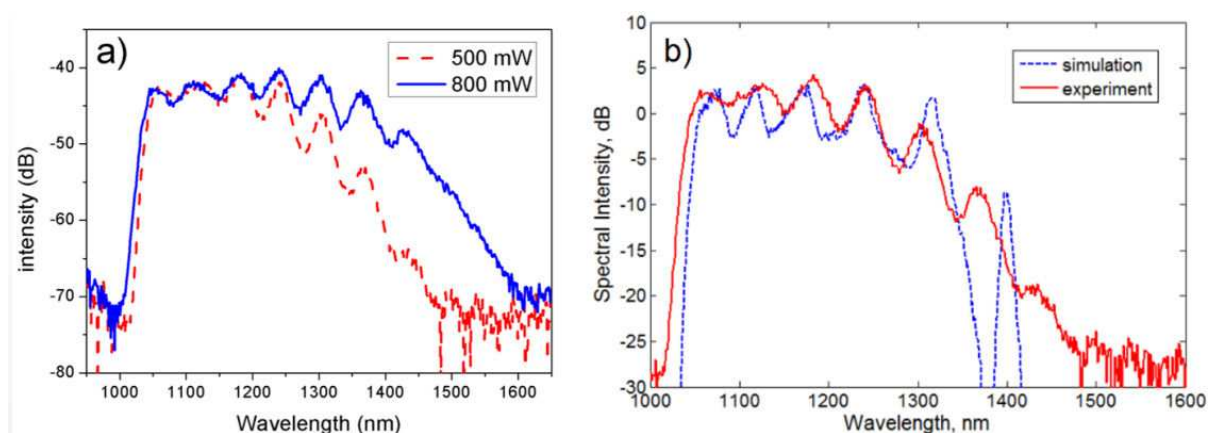 a)
500 mW
800 mW
-40
-50
-60
-70
-80
intensity (dB)
1000 1100 1200 1300 1400 1500 1600
Wavelength (nm)
b)
simulation
experiment
10
5
0
-5
-10
-15
-20
-25
-30
Spectral Intensity, dB
1000 1100 1200 1300 1400 1500 1600
Wavelength, nm